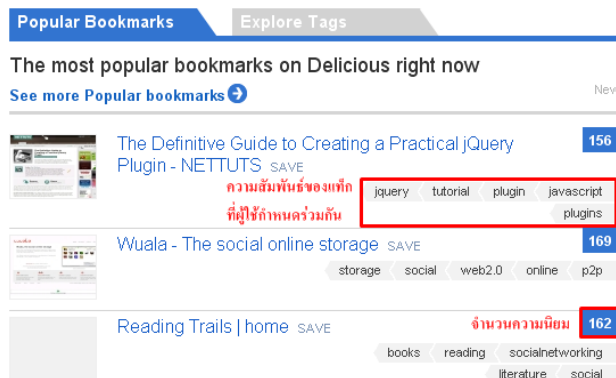 Popular Bookmarks Explore Tags
The most popular bookmarks on Delicious right now
See more Popular bookmarks
Nev
The Definitive Guide to Creating a Practical jQuery 156
Plugin - NETTUTS SAVE
ความสัมพันธ์ของแท็ก jquery tutorial plugin javascript
ที่ผู้ใช้กำหนดร่วมกัน plugins
Wuala - The social online storage SAVE 169
storage social web2.0 online p2p
Reading Trails | home SAVE จำนวนความนิยม 162
books reading socialnetworking
literature social